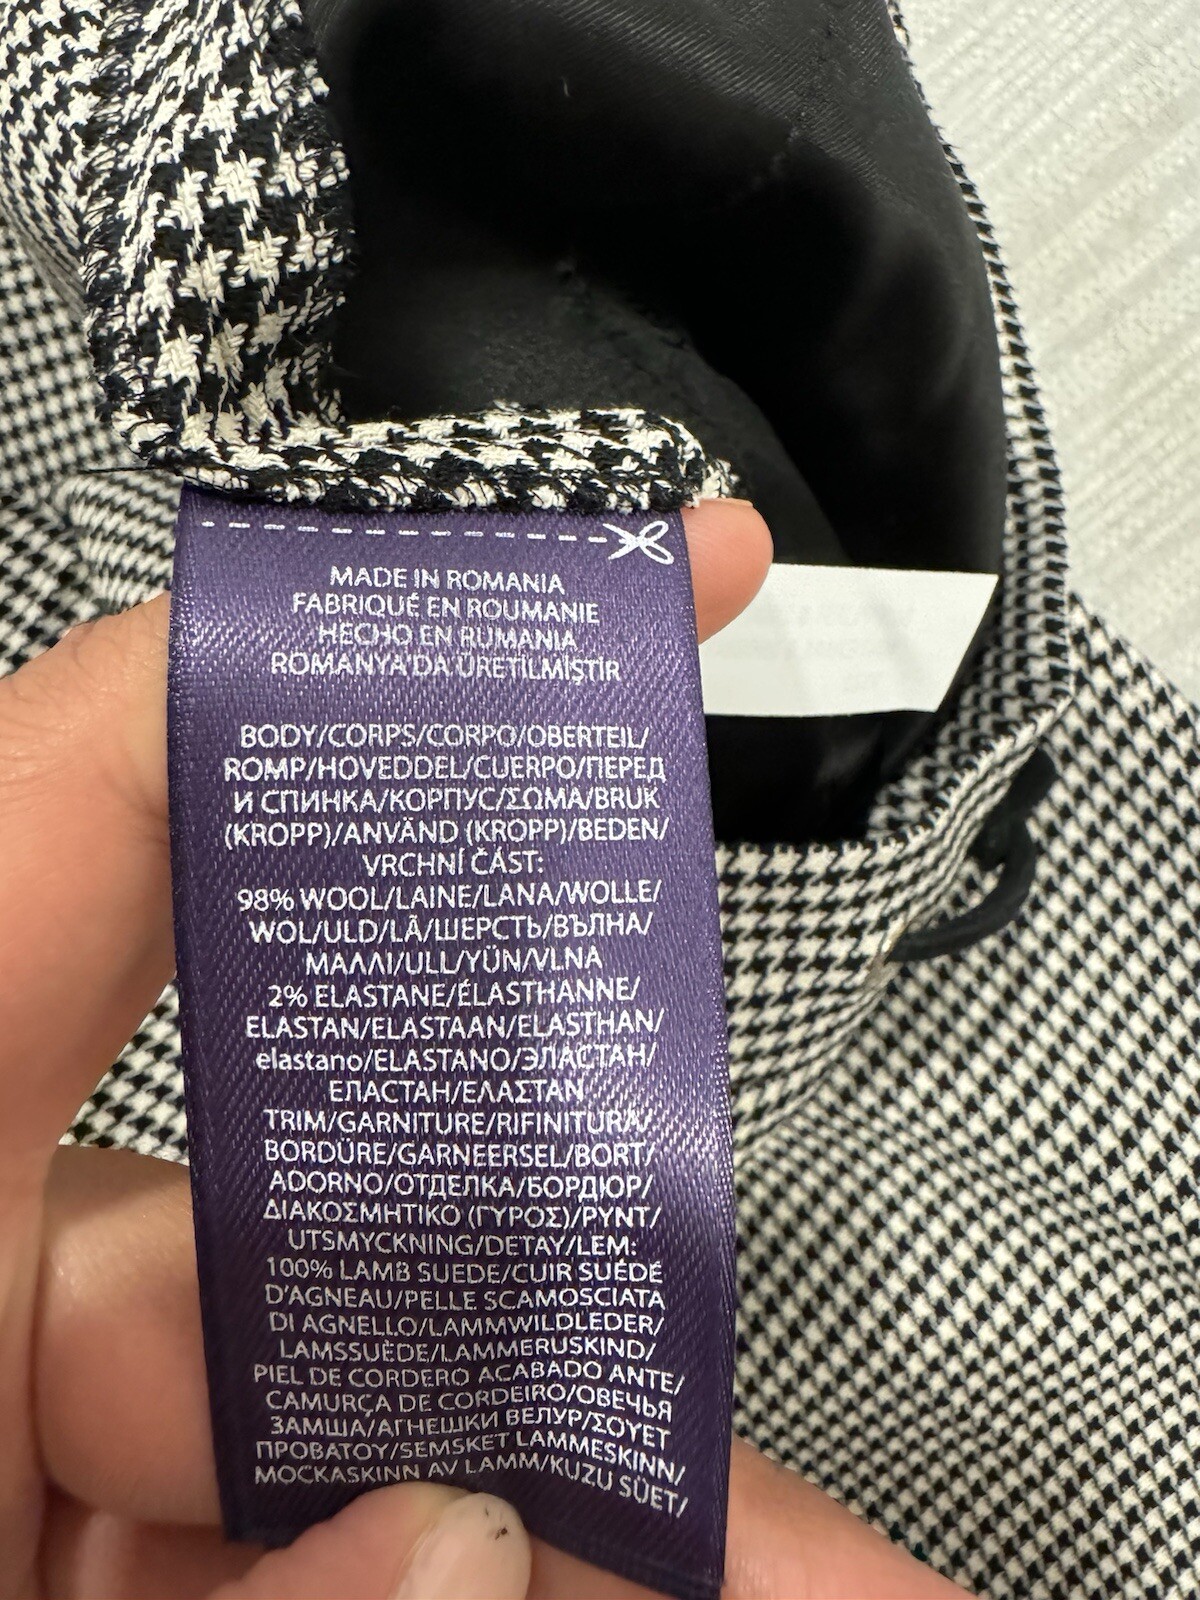 MADE IN ROMANIA
FABRIQUÉ EN ROUMANIE
HECHO EN RUMANIA
ROMANYA'DA ÜRETİLMİŞTİR
BODY/CORPS/CORPO/OBERTEIL/
ROMP/HOVEDDEL/CUERPO/ПЕРЕД
И СПИНКА/КОРПУС/ΣΩΜΑ/BRUK
(KROPP)/ANVÄND (KROPP)/BEDEN/
VRCHNÍ ČÁST:
98% WOOL/LAINE/LANA/WOLLE/
WOL/ULD/LÃ/ШЕРСТЬ/ВЪЛНА/
ΜΑΛΛΙ/ULL/YÜN/VLNA
2% ELASTANE/ÉLASTHANNE/
ELASTAN/ELASTAAN/ELASTHAN/
elastano/ELASTANO/ЭЛАСТАН/
ЕЛАСТАН/ΕΛΑΣΤΑΝ
TRIM/GARNITURE/RIFINITURA/
BORDÜRE/GARNEERSEL/BORT/
ADORNO/ОТДЕЛКА/БОРДЮР/
ΔΙΑΚΟΣΜΗΤΙΚΟ (ΓΥΡΟΣ)/PYNT/
UTSMYCKNING/DETAY/LEM:
100% LAMB SUEDE/CUIR SUÉDÉ
D'AGNEAU/PELLE SCAMOSCIATA
DI AGNELLO/LAMMWILDLEDER/
LAMSSUÈDE/LAMMERUSKIND/
PIEL DE CORDERO ACABADO ANTE/
CAMURÇA DE CORDEIRO/ОВЕЧЬЯ
ЗАМША/АГНЕШКИ ВЕЛУР/ΣΟΥΕΤ
ΠΡΟΒΑΤΟΥ/SEMSKET LAMMESKINN/
MOCKASKINN AV LAMM/KUZU SÜET/